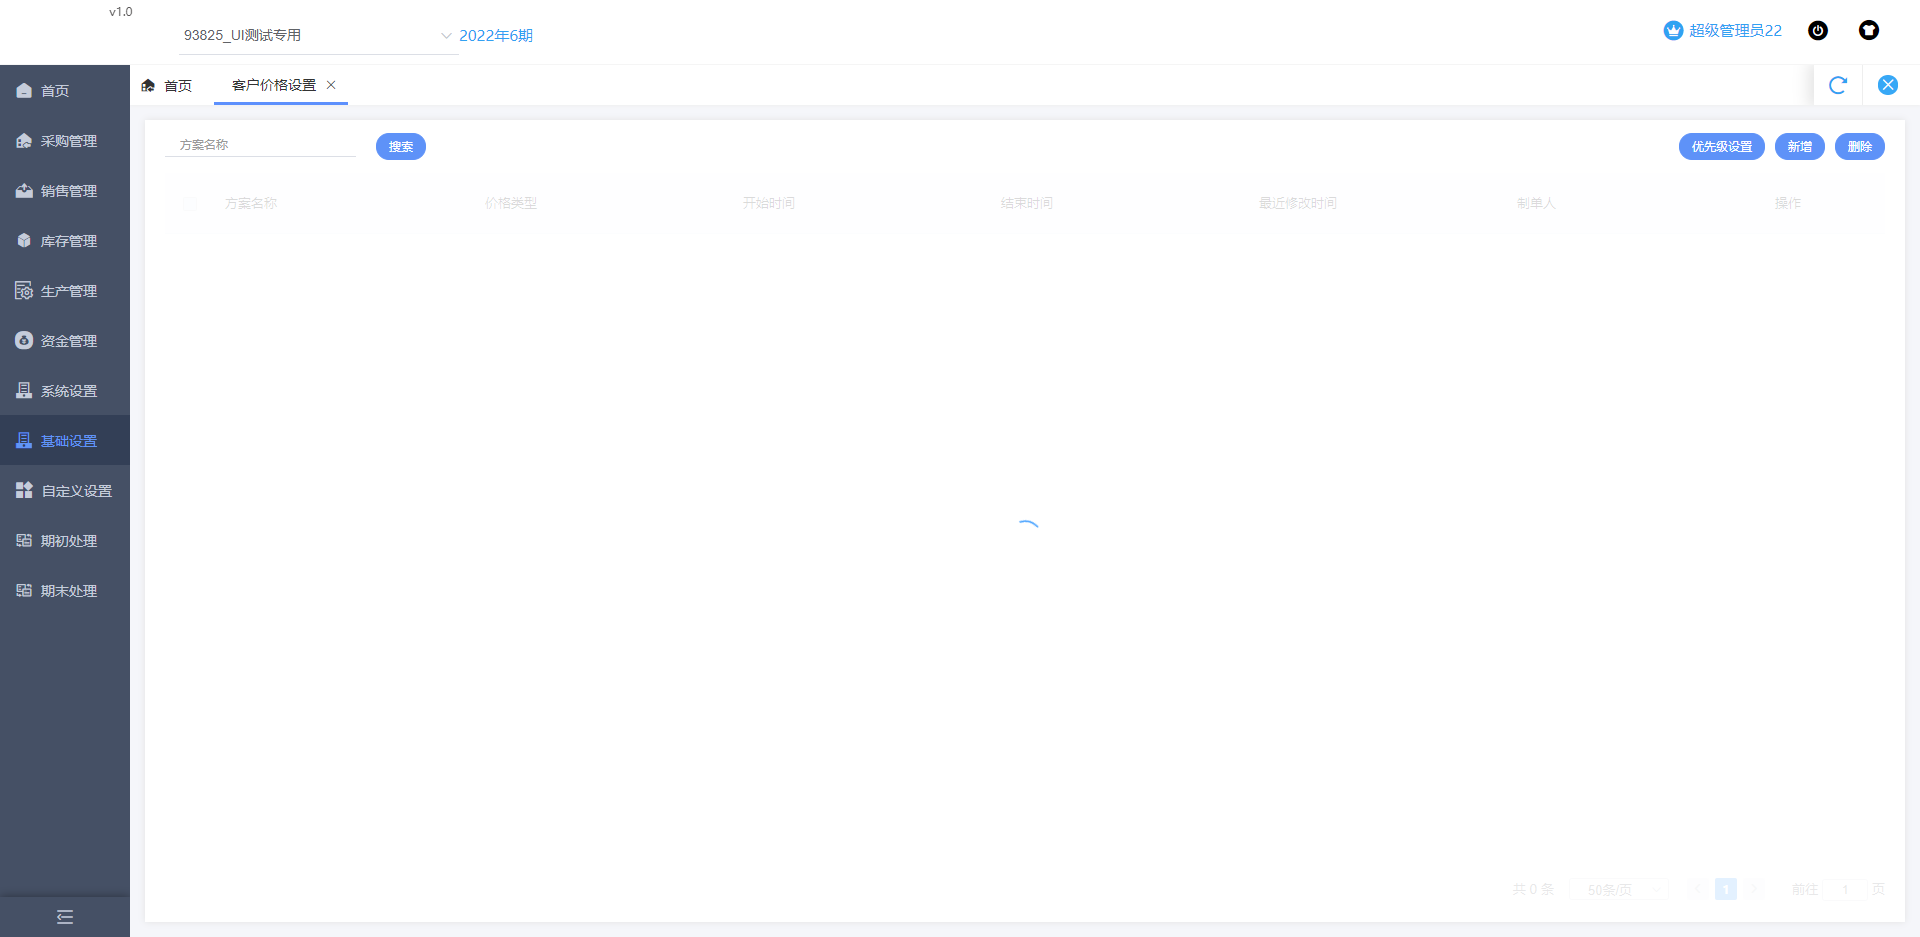 v1.0
93825_UI测试专用
2022年6期
超级管理员22
首页
采购管理
销售管理
库存管理
生产管理
资金管理
系统设置
基础设置
自定义设置
期初处理
期末处理
首页
客户价格设置
方案名称
搜索
优先级设置
新增
删除
方案名称 价格类型 开始时间 结束时间 最近修改时间 制单人 操作
共 0 条 50条/页 1 前往 1 页